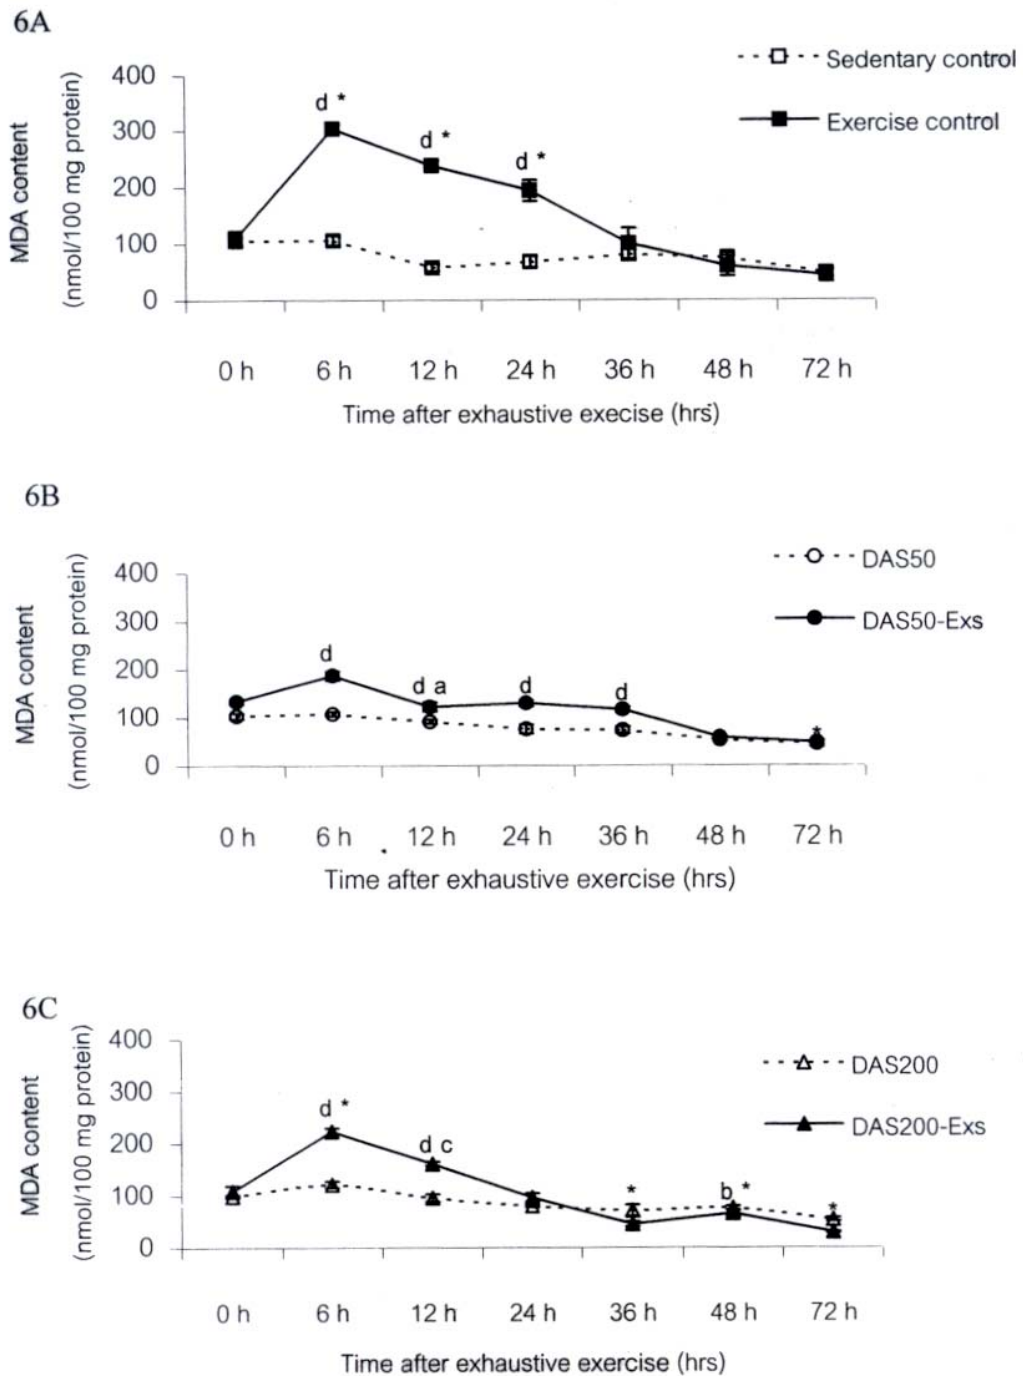 6A
Sedentary control
Exercise control
MDA content
(nmol/100 mg protein)
400
300
200
100
0
d *
d *
d *
0 h 6 h 12 h 24 h 36 h 48 h 72 h
Time after exhaustive execise (hrs)
6B
DAS50
DAS50-Exs
MDA content
(nmol/100 mg protein)
400
300
200
100
0
d
d a
d
d
*
0 h 6 h 12 h 24 h 36 h 48 h 72 h
Time after exhaustive exercise (hrs)
6C
DAS200
DAS200-Exs
MDA content
(nmol/100 mg protein)
400
300
200
100
0
d *
d c
*
b *
*
0 h 6 h 12 h 24 h 36 h 48 h 72 h
Time after exhaustive exercise (hrs)